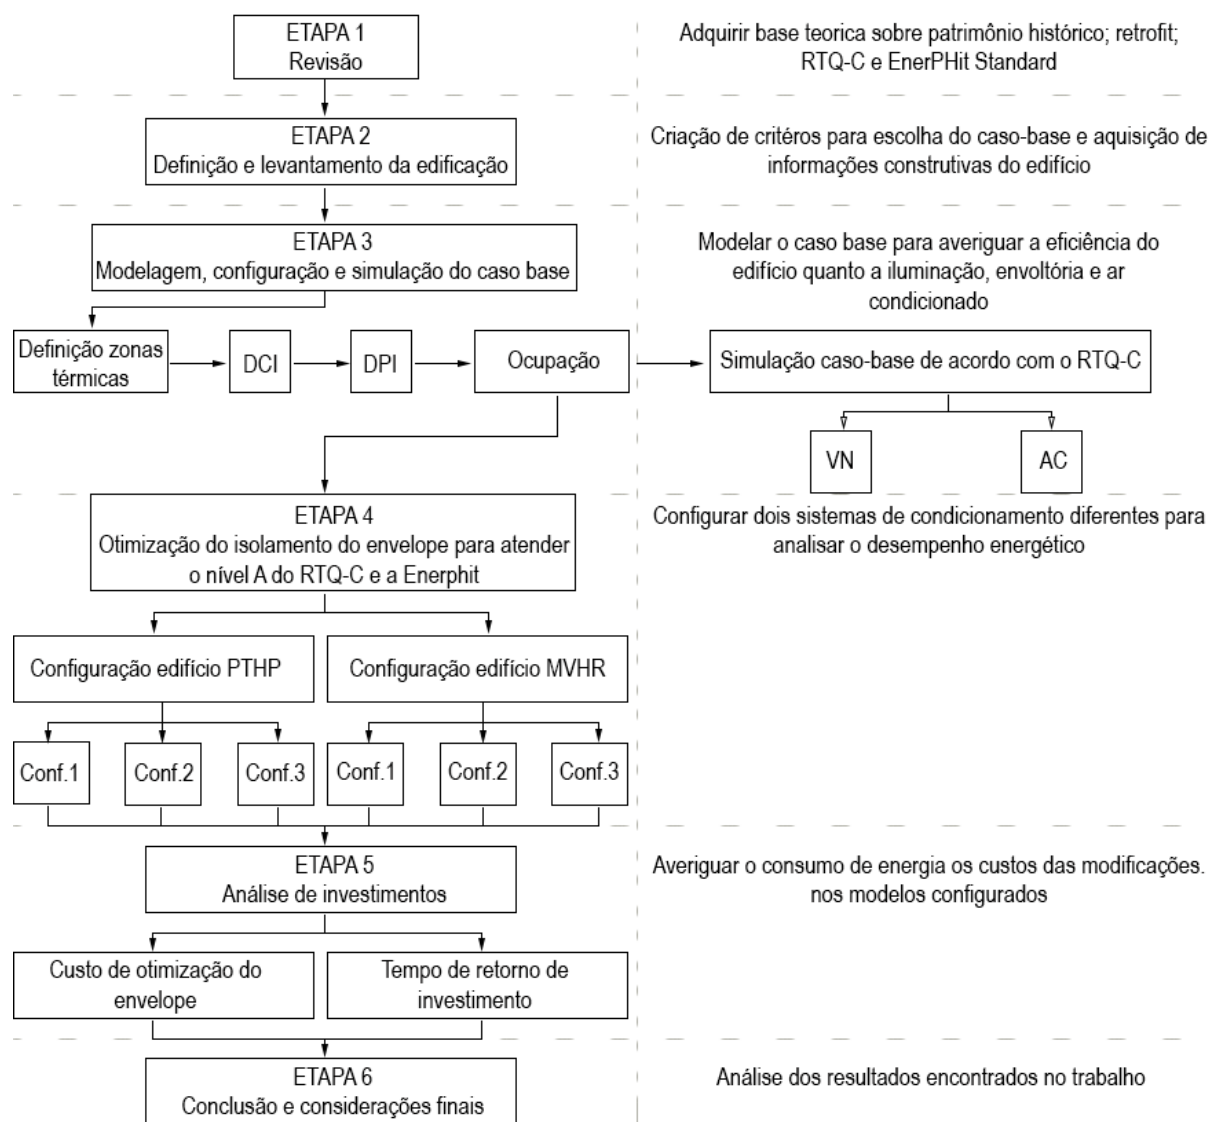 ETAPA 1
Revisão
Adquirir base teorica sobre patrimônio histórico; retrofit;
RTQ-C e EnerPHit Standard
ETAPA 2
Definição e levantamento da edificação
Criação de critéros para escolha do caso-base e aquisição de
informações construtivas do edifício
ETAPA 3
Modelagem, configuração e simulação do caso base
Modelar o caso base para averiguar a eficiência do
edifício quanto a iluminação, envoltória e ar
condicionado
Definição zonas
térmicas
DCI
DPI
Ocupação
Simulação caso-base de acordo com o RTQ-C
VN
AC
ETAPA 4
Otimização do isolamento do envelope para atender
o nível A do RTQ-C e a Enerphit
Configurar dois sistemas de condicionamento diferentes para
analisar o desempenho energético
Configuração edifício PTHP
Configuração edifício MVHR
Conf.1
Conf.2
Conf.3
Conf.1
Conf.2
Conf.3
ETAPA 5
Análise de investimentos
Averiguar o consumo de energia os custos das modificações.
nos modelos configurados
Custo de otimização do
envelope
Tempo de retorno de
investimento
ETAPA 6
Conclusão e considerações finais
Análise dos resultados encontrados no trabalho